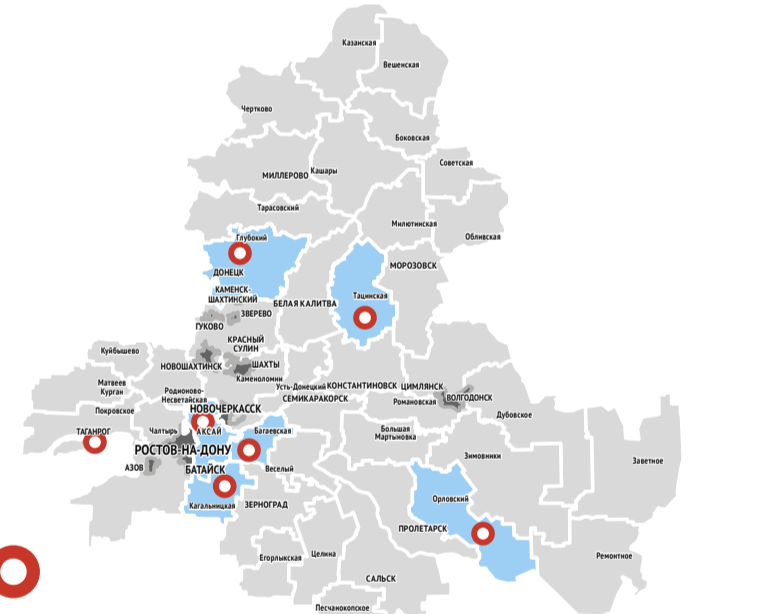 Казанская
Вешенская
Чертково
Боковская
Советская
МИЛЛЕРОВО
Кашары
Тарасовский
Милютинская
Обливская
Глубокий
МОРОЗОВСК
ДОНЕЦК
КАМЕНСК-
ШАХТИНСКИЙ
Тацинская
БЕЛАЯ КАЛИТВА
ЗВЕРЕВО
ГУКОВО
КРАСНЫЙ
СУЛИН
Куйбышево
НОВОШАХТИНСК
ШАХТЫ
Каменоломни
Матвеев
Курган
Родионово-
Несветайская
Усть-Донецкий
КОНСТАНТИНОВСК
ЦИМЛЯНСК
СЕМИКАРАКОРСК
Романовская
ВОЛГОДОНСК
Покровское
НОВОЧЕРКАССК
Дубовское
ТАГАНРОГ
Чалтырь
АКСАЙ
Багаевская
Большая
Мартыновка
РОСТОВ-НА-ДОНУ
Зимовники
Заветное
АЗОВ
БАТАЙСК
Веселый
Кагальницкая
ЗЕРНОГРАД
Орловский
ПРОЛЕТАРСК
Егорлыкская
Целина
Ремонтное
САЛЬСК
Песчанокопское